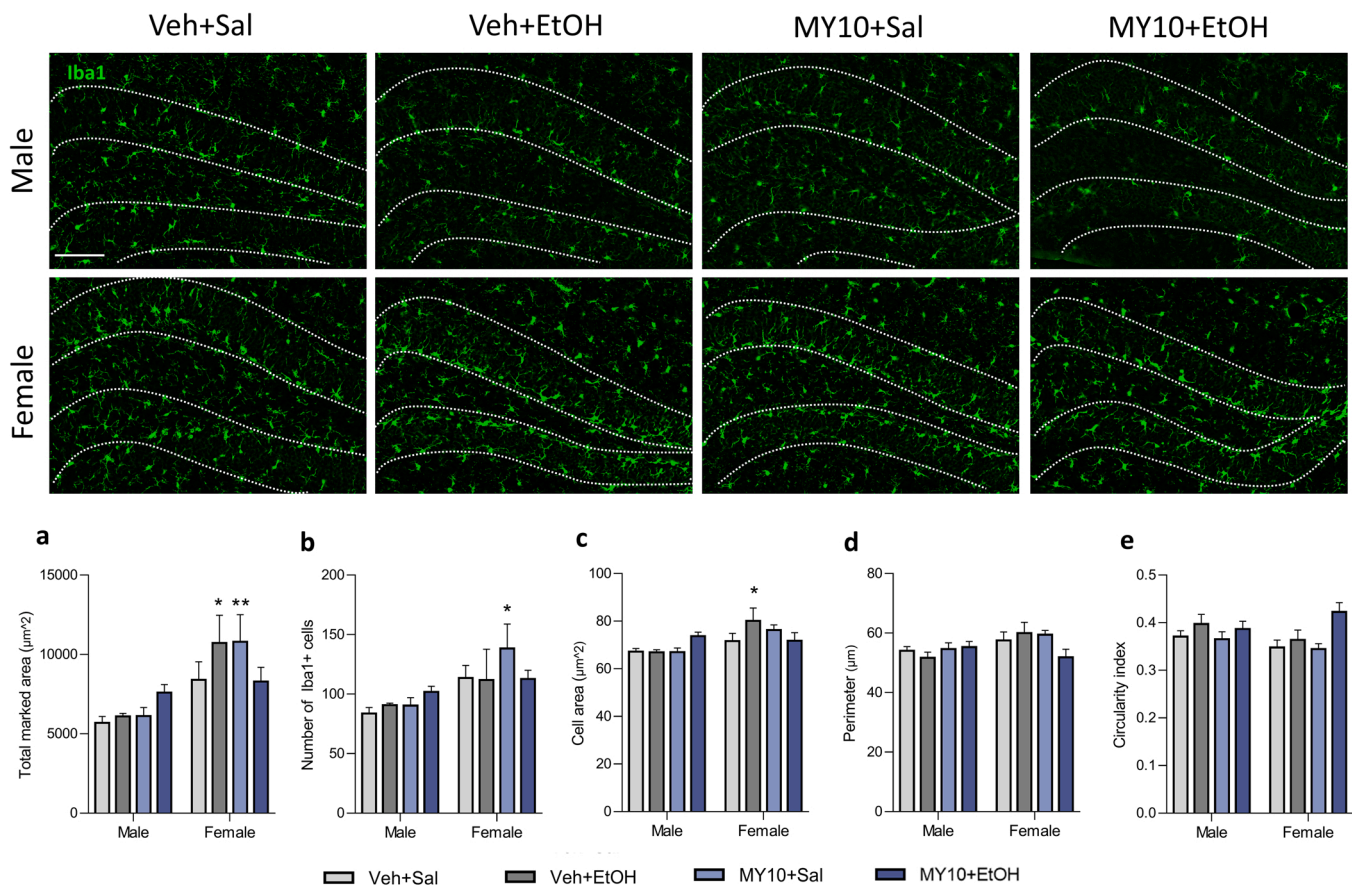 Veh+Sal Veh+EtOH MY10+Sal MY10+EtOH
Iba1
Male
Female
a
Total marked area (µm^2)
15000
10000
5000
0
* **
Male Female
b
Number of Iba1+ cells
200
150
100
50
0
*
Male Female
c
Cell area (µm^2)
100
80
60
40
20
0
*
Male Female
d
Perimeter (µm)
80
60
40
20
0
Male Female
e
Circularity index
0.5
0.4
0.3
0.2
0.1
0.0
Male Female
Veh+Sal Veh+EtOH MY10+Sal MY10+EtOH